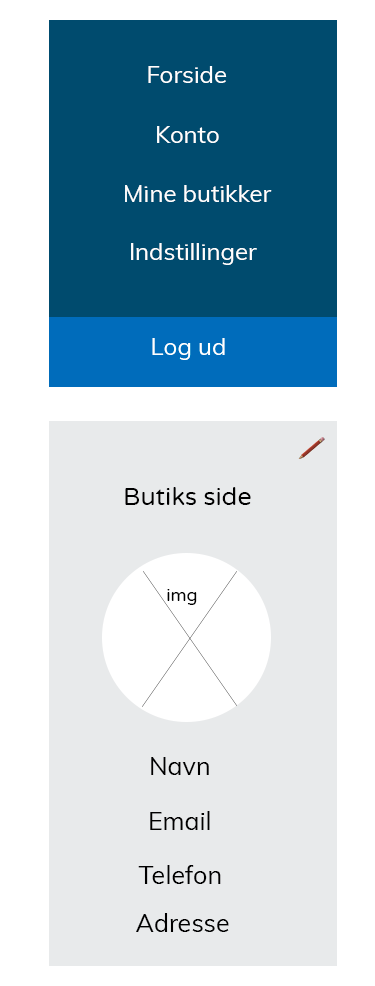 Forside
Konto
Mine butikker
Indstillinger
Log ud
Butiks side
img
Navn
Email
Telefon
Adresse